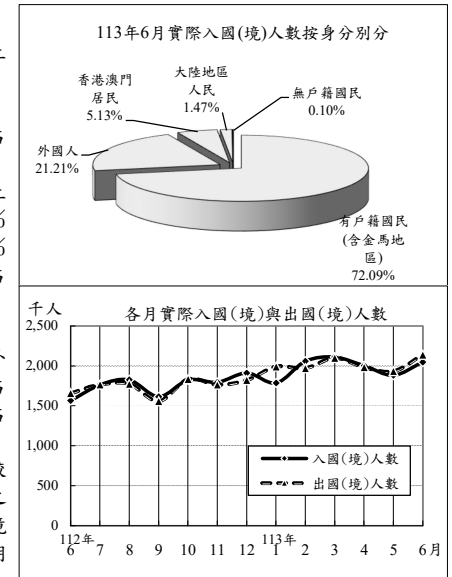 113年6月實際入國(境)人數按身分別分
香港澳門
居民
5.13%
大陸地區
人民
1.47%
無戶籍國民
0.10%
外國人
21.21%
有戶籍國民
(含金馬地
區)
72.09%
千人
各月實際入國(境)與出國(境)人數
2,500
2,000
1,500
1,000
500
0
入國(境)人數
出國(境)人數
112年
113年
6 7 8 9 10 11 12 1 2 3 4 5 6月